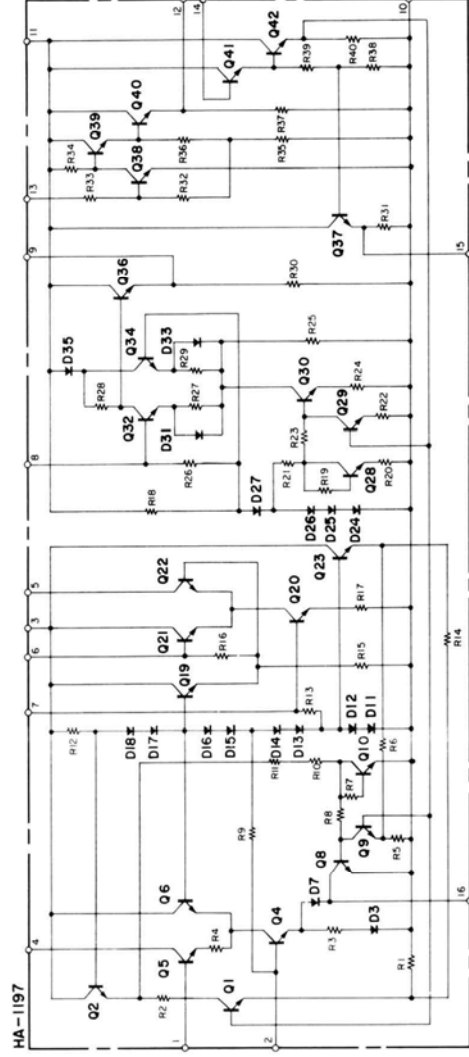 HA-1197
4
7
6
3
5
8
9
13
12
14
11
R12
Q2
R2
Q1
1
2
Q5
Q6
R4
Q4
R9
D18
D17
D16
D15
D14
D13
R11
R10
R13
D12
D11
Q10
R7
R8
Q8
Q9
R5
R6
D7
R3
D3
R1
16
Q19
Q21
Q22
R16
Q20
R17
R15
Q23
R14
R18
R26
D27
R21
R19
D26
D25
D24
Q28
R20
R23
Q30
Q29
R24
R22
R25
D35
R28
Q32
Q34
D31
R27
R29
D33
Q36
R30
R34
R33
Q39
Q38
R32
Q40
R36
R35
R37
Q37
R31
15
Q41
Q42
R39
R40
R38
10